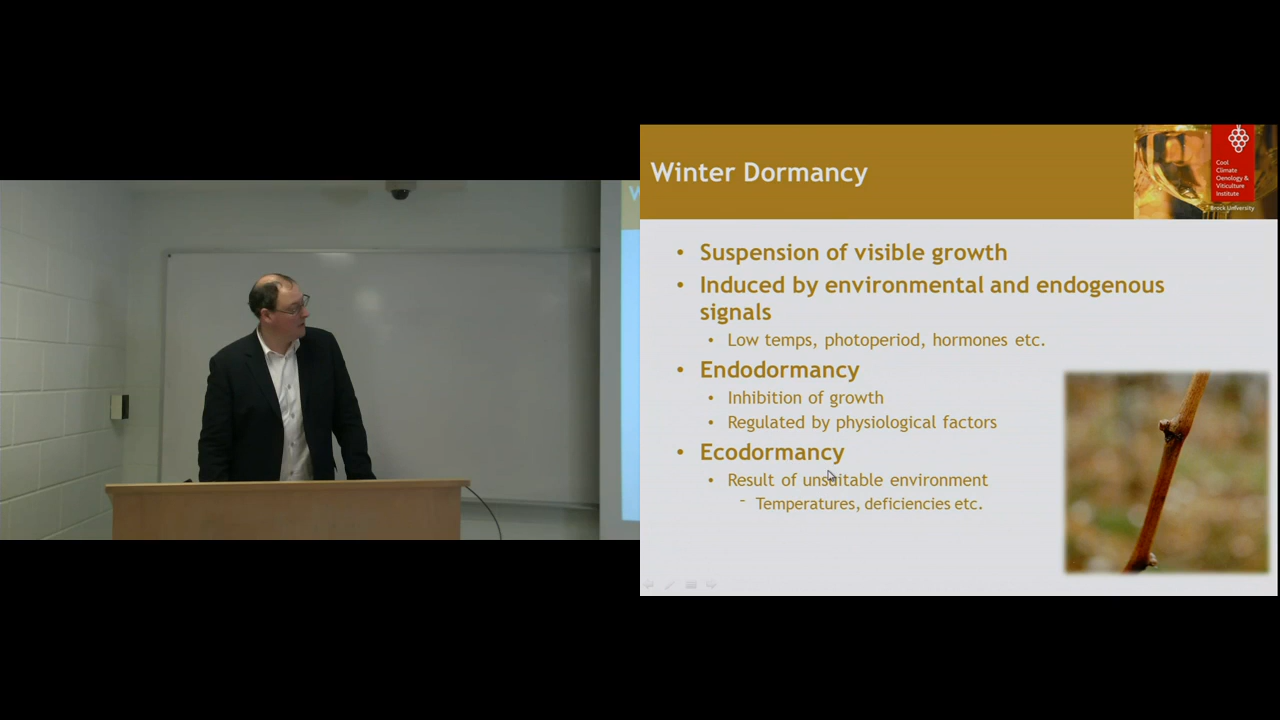 Winter Dormancy
Cool
Climate
Oenology &
Viticulture
Institute
Brock University
• Suspension of visible growth
• Induced by environmental and endogenous
signals
• Low temps, photoperiod, hormones etc.
• Endodormancy
• Inhibition of growth
• Regulated by physiological factors
• Ecodormancy
• Result of unsuitable environment
- Temperatures, deficiencies etc.